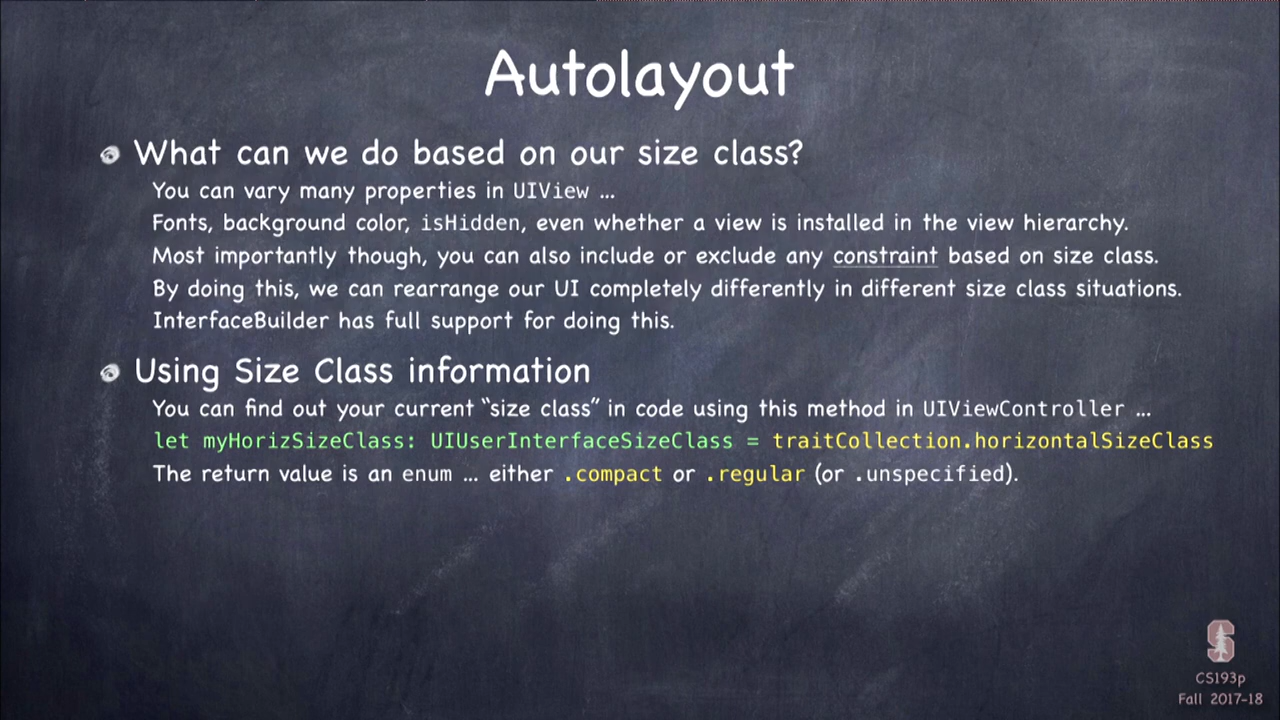 Autolayout
What can we do based on our size class?
You can vary many properties in UIView ...
Fonts, background color, isHidden, even whether a view is installed in the view hierarchy.
Most importantly though, you can also include or exclude any constraint based on size class.
By doing this, we can rearrange our UI completely differently in different size class situations.
InterfaceBuilder has full support for doing this.
Using Size Class information
You can find out your current “size class” in code using this method in UIViewController ...
let myHorizSizeClass: UIUserInterfaceSizeClass = traitCollection.horizontalSizeClass
The return value is an enum ... either .compact or .regular (or .unspecified).
S
CS193p
Fall 2017-18